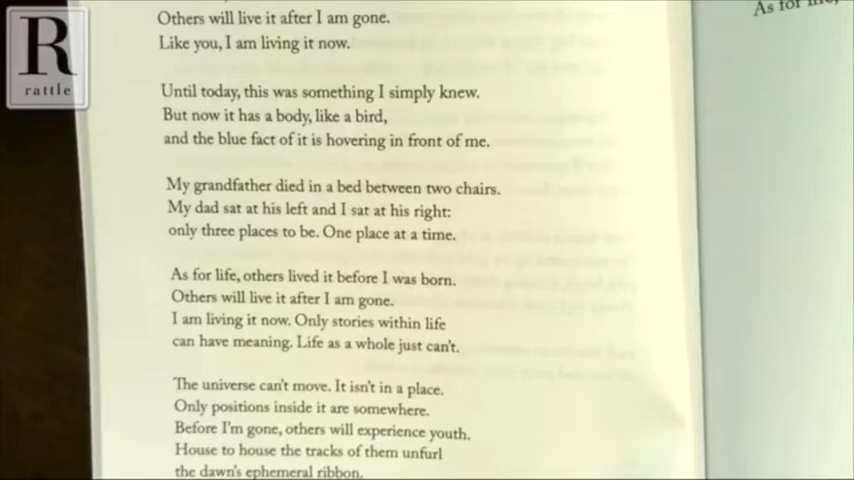 R
rattle
Others will live it after I am gone.
Like you, I am living it now.
Until today, this was something I simply knew.
But now it has a body, like a bird,
and the blue fact of it is hovering in front of me.
My grandfather died in a bed between two chairs.
My dad sat at his left and I sat at his right:
only three places to be. One place at a time.
As for life, others lived it before I was born.
Others will live it after I am gone.
I am living it now. Only stories within life
can have meaning. Life as a whole just can't.
The universe can't move. It isn't in a place.
Only positions inside it are somewhere.
Before I'm gone, others will experience youth.
House to house the tracks of them unfurl
the dawn's ephemeral ribbon.
As for